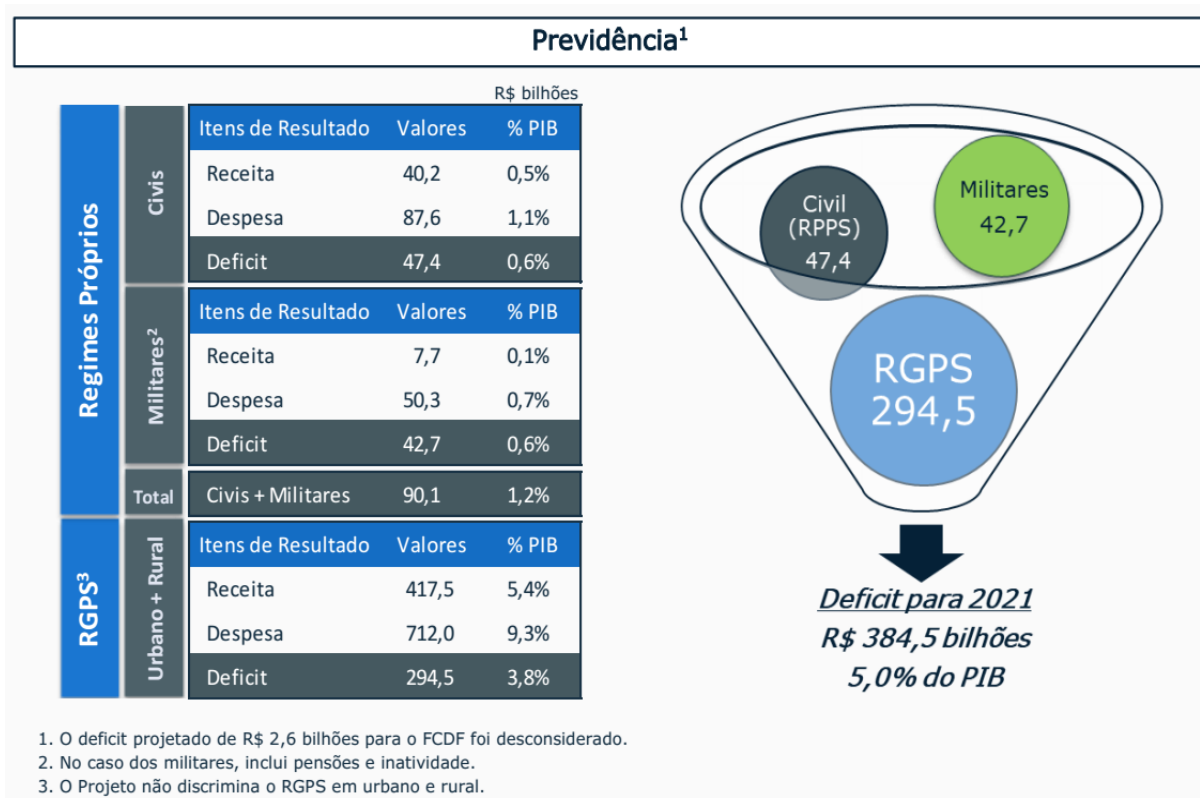 Previdência¹
R$ bilhões
Regimes Próprios
Civis
Itens de Resultado Valores % PIB
Receita 40,2 0,5%
Despesa 87,6 1,1%
Deficit 47,4 0,6%
Militares²
Itens de Resultado Valores % PIB
Receita 7,7 0,1%
Despesa 50,3 0,7%
Deficit 42,7 0,6%
Total Civis + Militares 90,1 1,2%
RGPS³
Urbano + Rural
Itens de Resultado Valores % PIB
Receita 417,5 5,4%
Despesa 712,0 9,3%
Deficit 294,5 3,8%
Civil
(RPPS)
47,4
Militares
42,7
RGPS
294,5
Deficit para 2021
R$ 384,5 bilhões
5,0% do PIB
1. O deficit projetado de R$ 2,6 bilhões para o FCDF foi desconsiderado.
2. No caso dos militares, inclui pensões e inatividade.
3. O Projeto não discrimina o RGPS em urbano e rural.